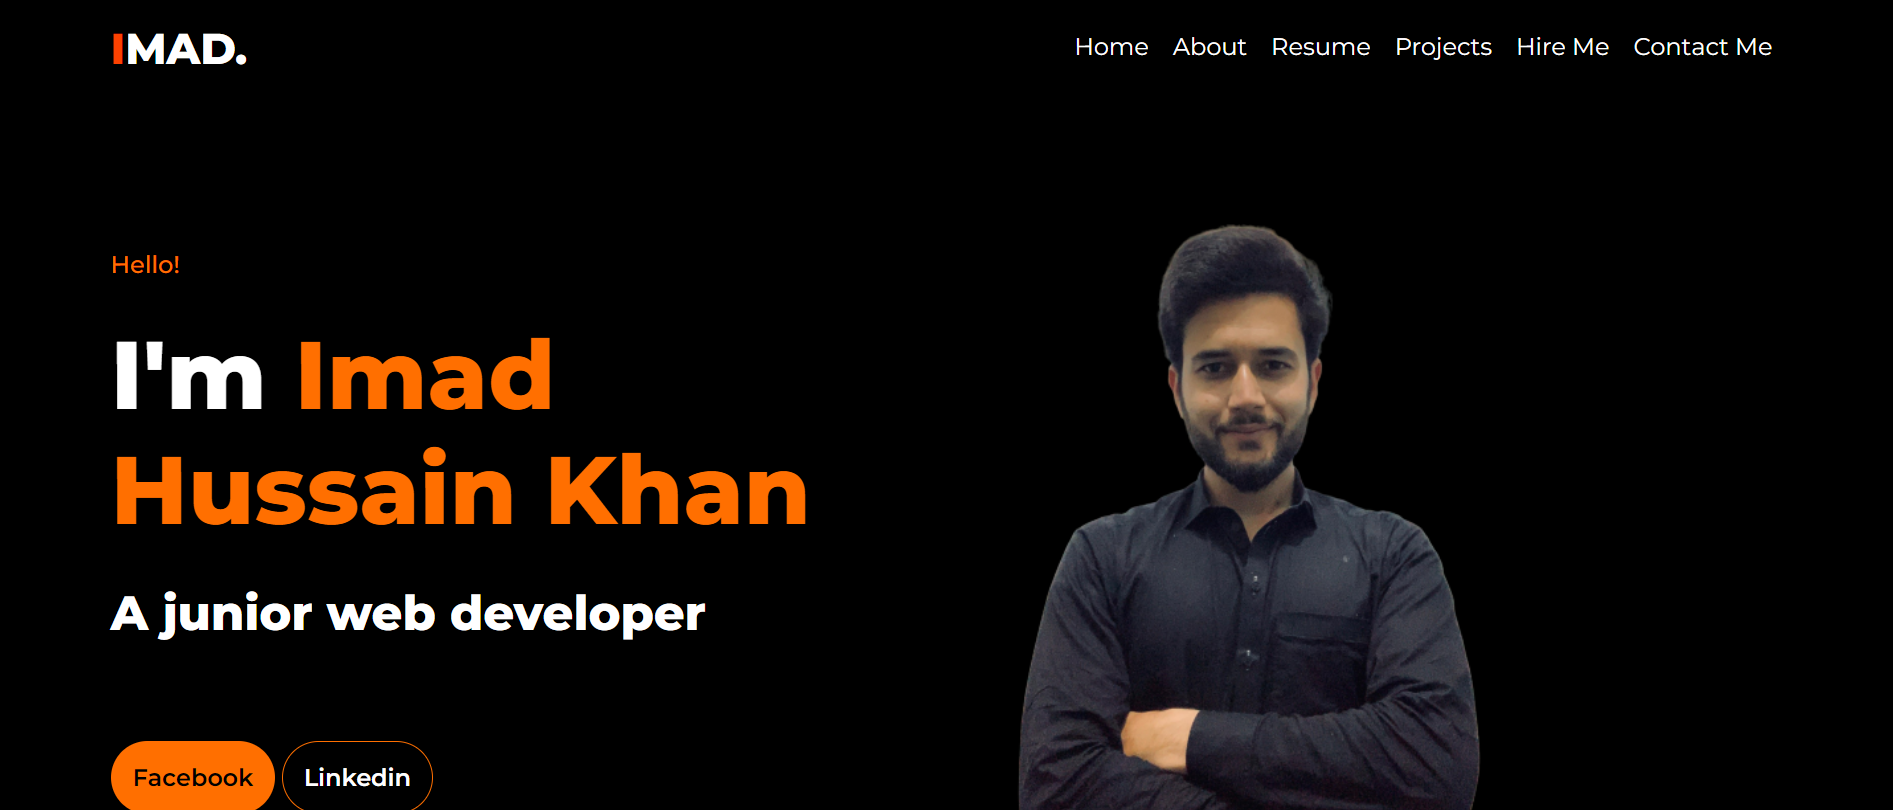 IMAD.
Home About Resume Projects Hire Me Contact Me
Hello!
I'm Imad
Hussain Khan
A junior web developer
Facebook Linkedin